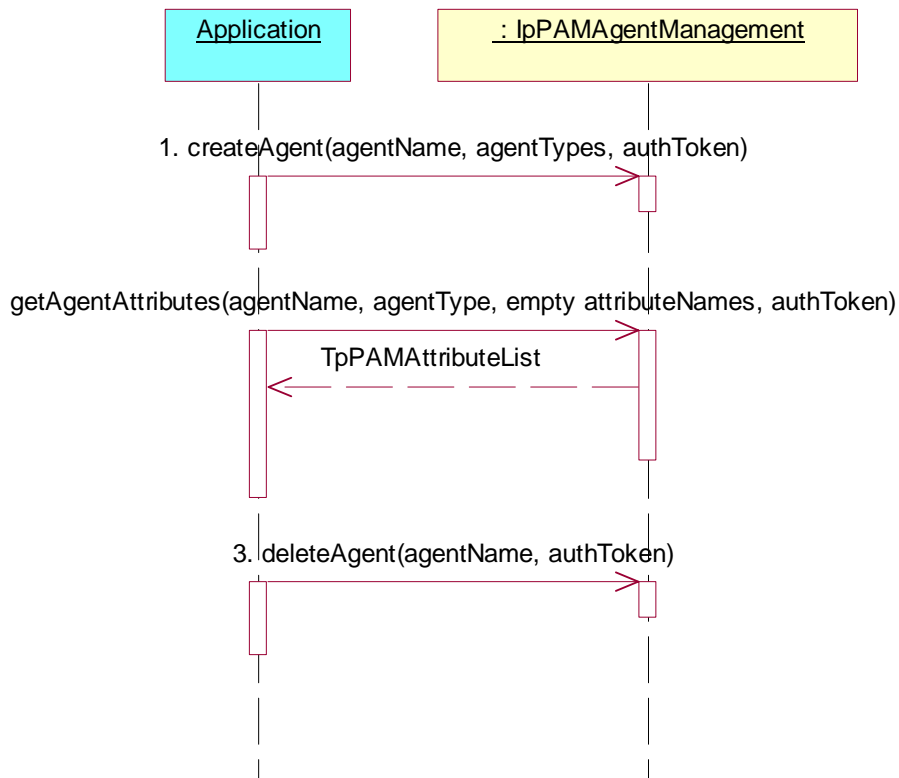 Application
: IpPAMAgentManagement
1. createAgent(agentName, agentTypes, authToken)
getAgentAttributes(agentName, agentType, empty attributeNames, authToken)
TpPAMAttributeList
3. deleteAgent(agentName, authToken)